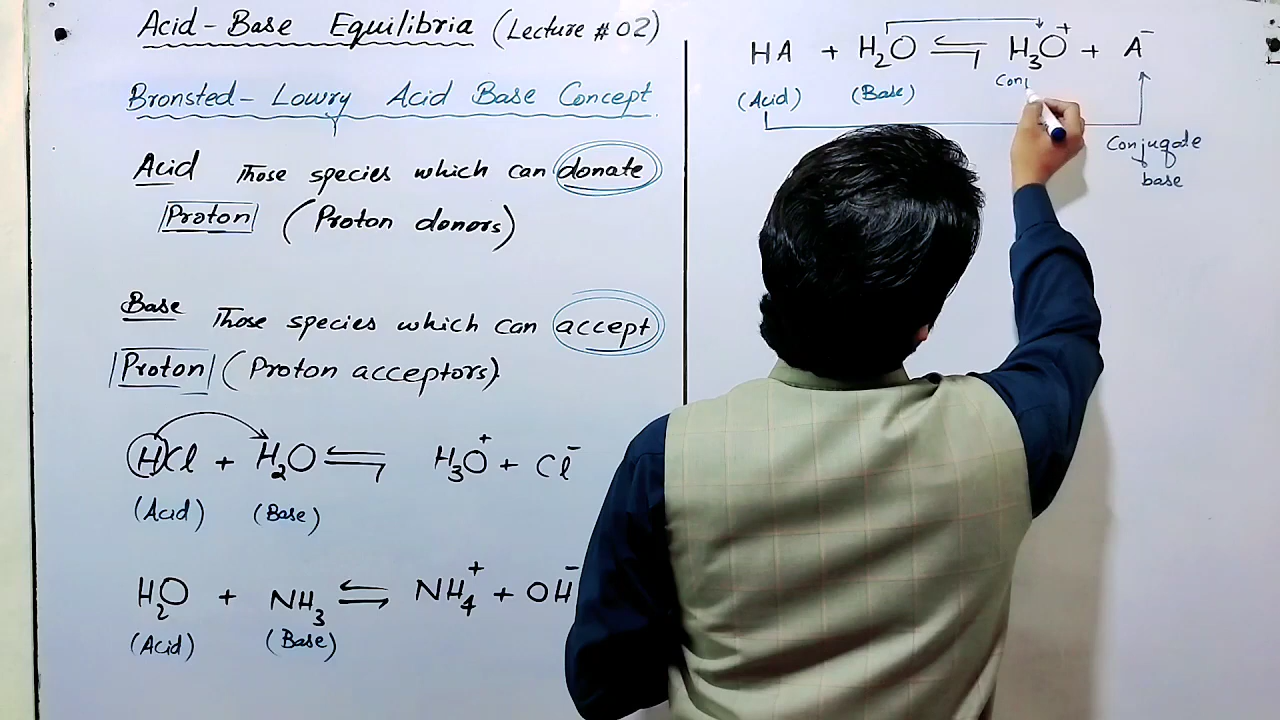 Acid-Base Equilibria (Lecture # 02)
Bronsted-Lowry Acid Base Concept
Acid Those species which can donate
Proton (Proton donors)
Base Those species which can accept
Proton (Proton acceptors)
HCl + H₂O ⇌ H₃O⁺ + Cl⁻
(Acid) (Base)
H₂O + NH₃ ⇌ NH₄⁺ + OH⁻
(Acid) (Base)
HA + H₂O ⇌ H₃O⁺ + A⁻
(Acid) (Base) Conj
Conjugate
base